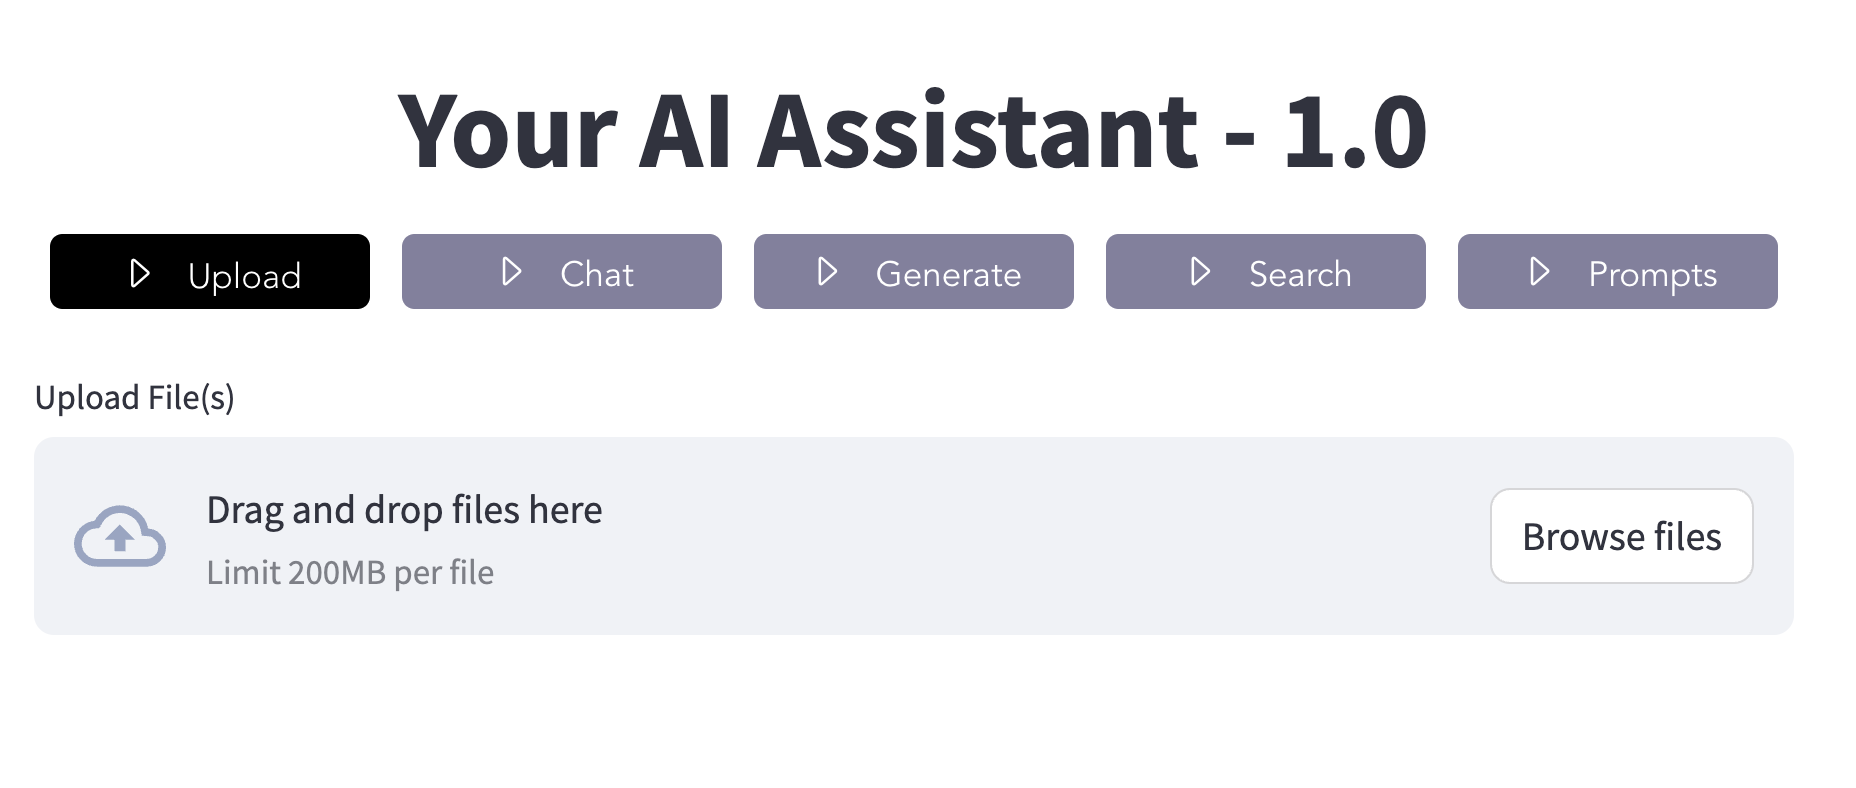 Your AI Assistant - 1.0
Upload Chat Generate Search Prompts
Upload File(s)
Drag and drop files here
Limit 200MB per file
Browse files